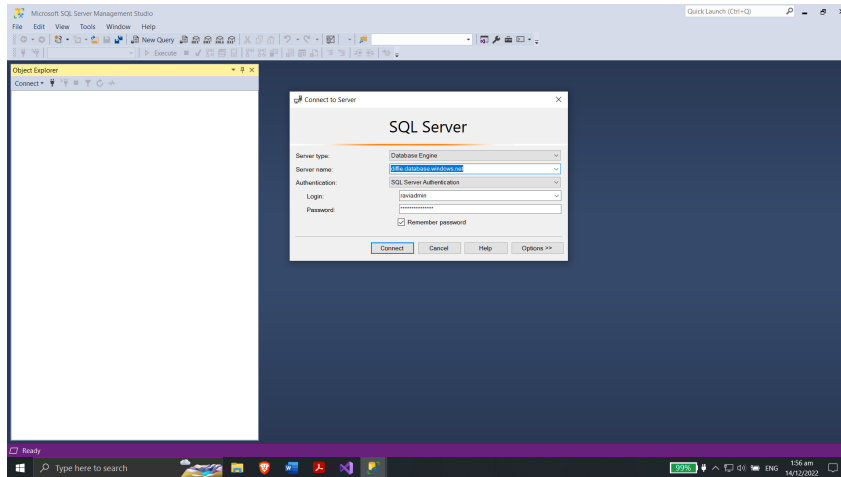 Microsoft SQL Server Management Studio
Quick Launch (Ctrl+Q)
File Edit View Tools Window Help
New Query
Execute
Object Explorer
Connect
Connect to Server
SQL Server
Server type: Database Engine
Server name: diffie.database.windows.net
Authentication: SQL Server Authentication
Login: raviadmin
Password: ***************
Remember password
Connect Cancel Help Options >>
Ready
Type here to search
99% ENG 1:56 am
14/12/2022